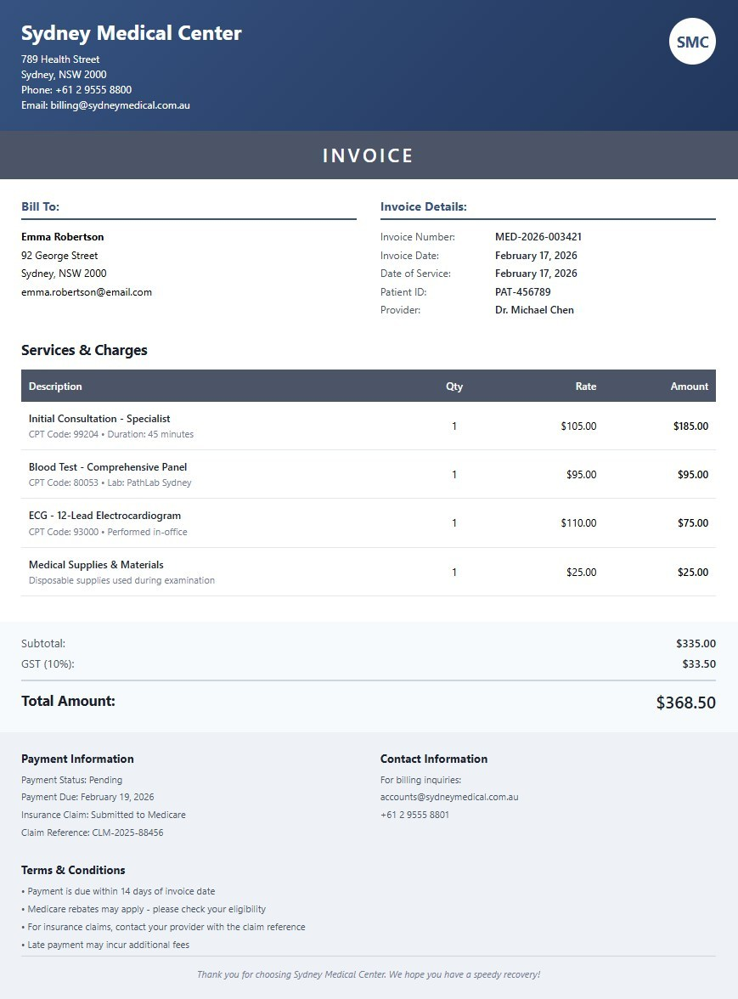 Sydney Medical Center
789 Health Street
Sydney, NSW 2000
Phone: +61 2 9555 8800
Email: billing@sydneymedical.com.au
SMC
INVOICE
Bill To:
Emma Robertson
92 George Street
Sydney, NSW 2000
emma.robertson@email.com
Invoice Details:
Invoice Number: MED-2026-003421
Invoice Date: February 17, 2026
Date of Service: February 17, 2026
Patient ID: PAT-456789
Provider: Dr. Michael Chen
Services & Charges
Description Qty Rate Amount
Initial Consultation - Specialist 1 $105.00 $185.00
CPT Code: 99204 • Duration: 45 minutes
Blood Test - Comprehensive Panel 1 $95.00 $95.00
CPT Code: 80053 • Lab: PathLab Sydney
ECG - 12-Lead Electrocardiogram 1 $110.00 $75.00
CPT Code: 93000 • Performed in-office
Medical Supplies & Materials 1 $25.00 $25.00
Disposable supplies used during examination
Subtotal: $335.00
GST (10%): $33.50
Total Amount: $368.50
Payment Information
Payment Status: Pending
Payment Due: February 19, 2026
Insurance Claim: Submitted to Medicare
Claim Reference: CLM-2025-88456
Contact Information
For billing inquiries:
accounts@sydneymedical.com.au
+61 2 9555 8801
Terms & Conditions
• Payment is due within 14 days of invoice date
• Medicare rebates may apply - please check your eligibility
• For insurance claims, contact your provider with the claim reference
• Late payment may incur additional fees
Thank you for choosing Sydney Medical Center. We hope you have a speedy recovery!